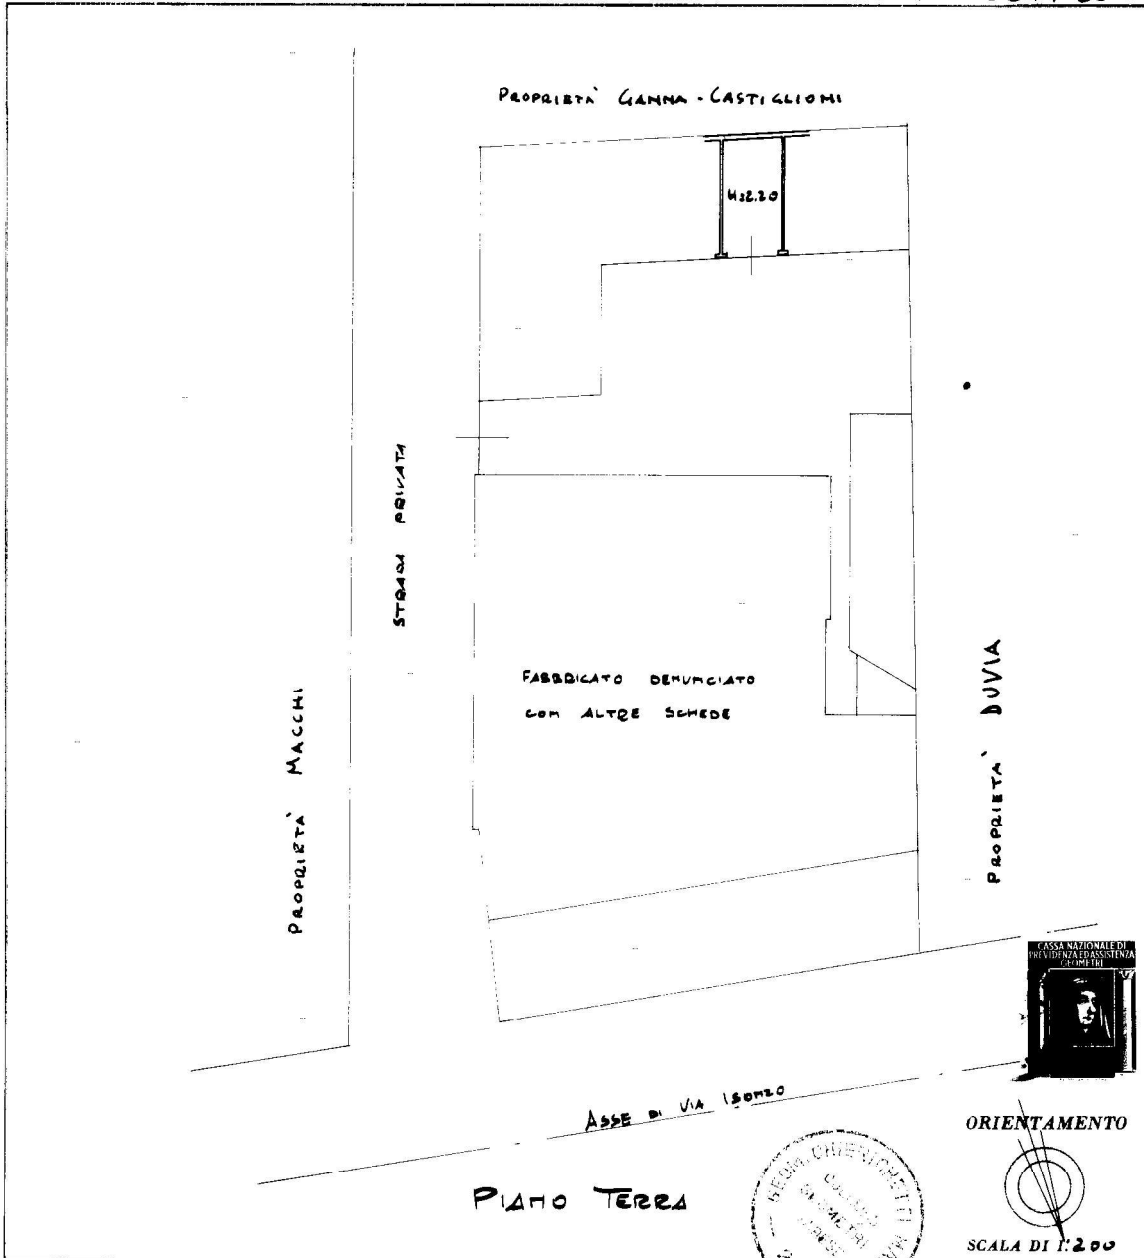 PROPRIETÀ GANNA - CASTIGLIONI
H=2.20
STRADA PRIVATA
FABBRICATO DENUNCIATO
CON ALTRE SCHEDE
PROPRIETÀ MACCHI
PROPRIETÀ DUVIA
CASSA NAZIONALE DI
PREVIDENZA ED ASSISTENZA
GEOMETRI
ASSE DI VIA ISONZO
ORIENTAMENTO
PIANO TERRA
GEOM.
SCALA DI 1:200